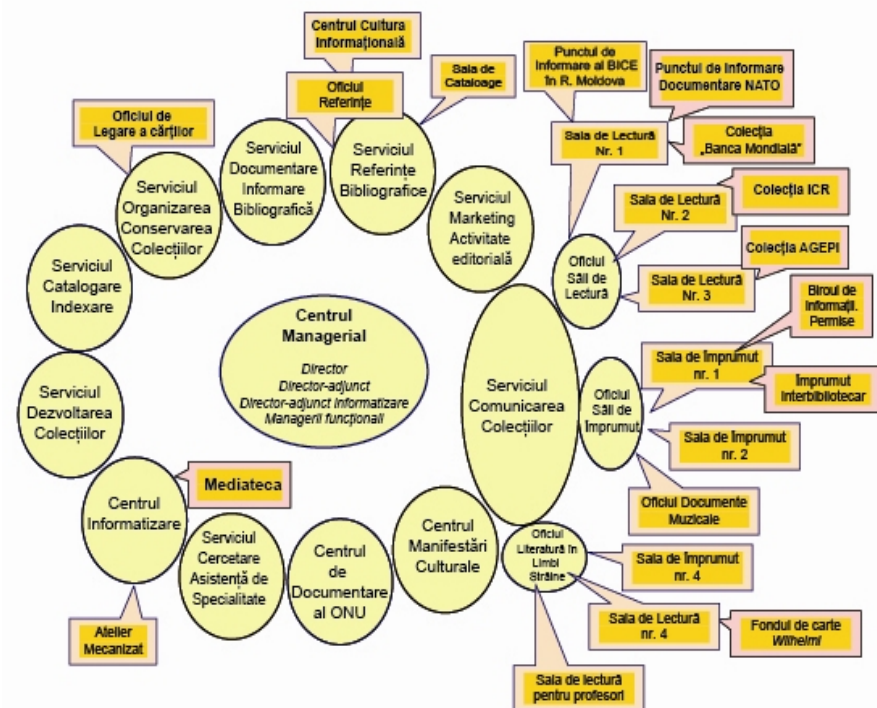 Centrul Cultura
Informațională
Oficiul
Referințe
Sala de
Cataloage
Punctul de
Informare al BICE
în R. Moldova
Punctul de Informare
Documentare NATO
Sala de Lectură
Nr. 1
Colecția
„Banca Mondială”
Oficiul de
Legare a cărților
Serviciul
Organizarea
Conservarea
Colecțiilor
Serviciul
Documentare
Informare
Bibliografică
Serviciul
Referințe
Bibliografice
Serviciul
Marketing
Activitate
editorială
Sala de Lectură
Nr. 2
Colecția ICR
Oficiul
Săli de
Lectură
Sala de Lectură
Nr. 3
Colecția AGEPI
Serviciul
Catalogare
Indexare
Centrul
Managerial
Director
Director-adjunct
Director-adjunct Informatizare
Managerii funcționali
Serviciul
Comunicarea
Colecțiilor
Biroul de
Informații.
Permise
Sala de Împrumut
nr. 1
Împrumut
Interbibliotecar
Oficiul
Săli de
Împrumut
Sala de Împrumut
nr. 2
Oficiul Documente
Muzicale
Serviciul
Dezvoltarea
Colecțiilor
Mediateca
Centrul
Informatizare
Atelier
Mecanizat
Serviciul
Cercetare
Asistență de
Specialitate
Centrul
de
Documentare
al ONU
Centrul
Manifestări
Culturale
Oficiul
Literatură în
Limbi
Străine
Sala de Împrumut
nr. 4
Sala de Lectură
nr. 4
Fondul de carte
Wilhelmi
Sala de lectură
pentru profesori